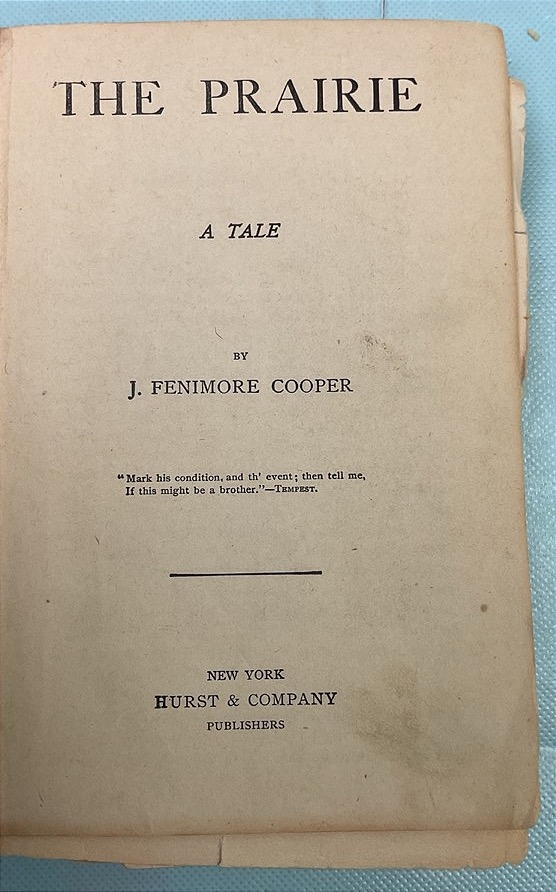 THE PRAIRIE
A TALE
BY
J. FENIMORE COOPER
“Mark his condition, and th' event; then tell me,
If this might be a brother.”—TEMPEST.
NEW YORK
HURST & COMPANY
PUBLISHERS